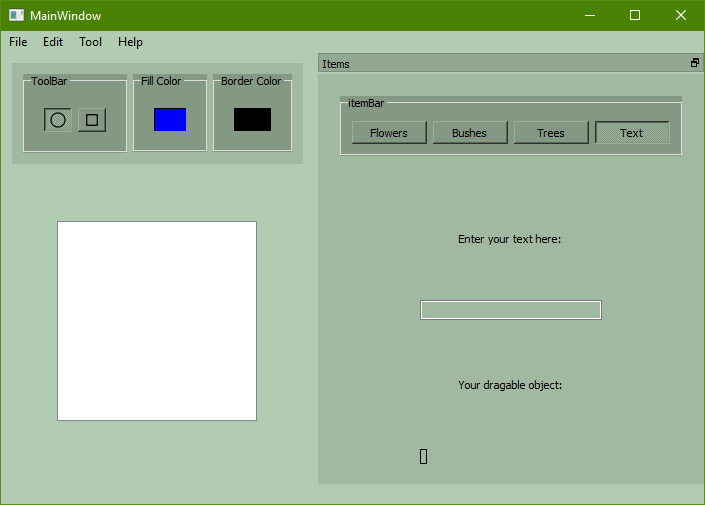 MainWindow
File Edit Tool Help
Items
ToolBar Fill Color Border Color
itemBar
Flowers Bushes Trees Text
Enter your text here:
Your dragable object: